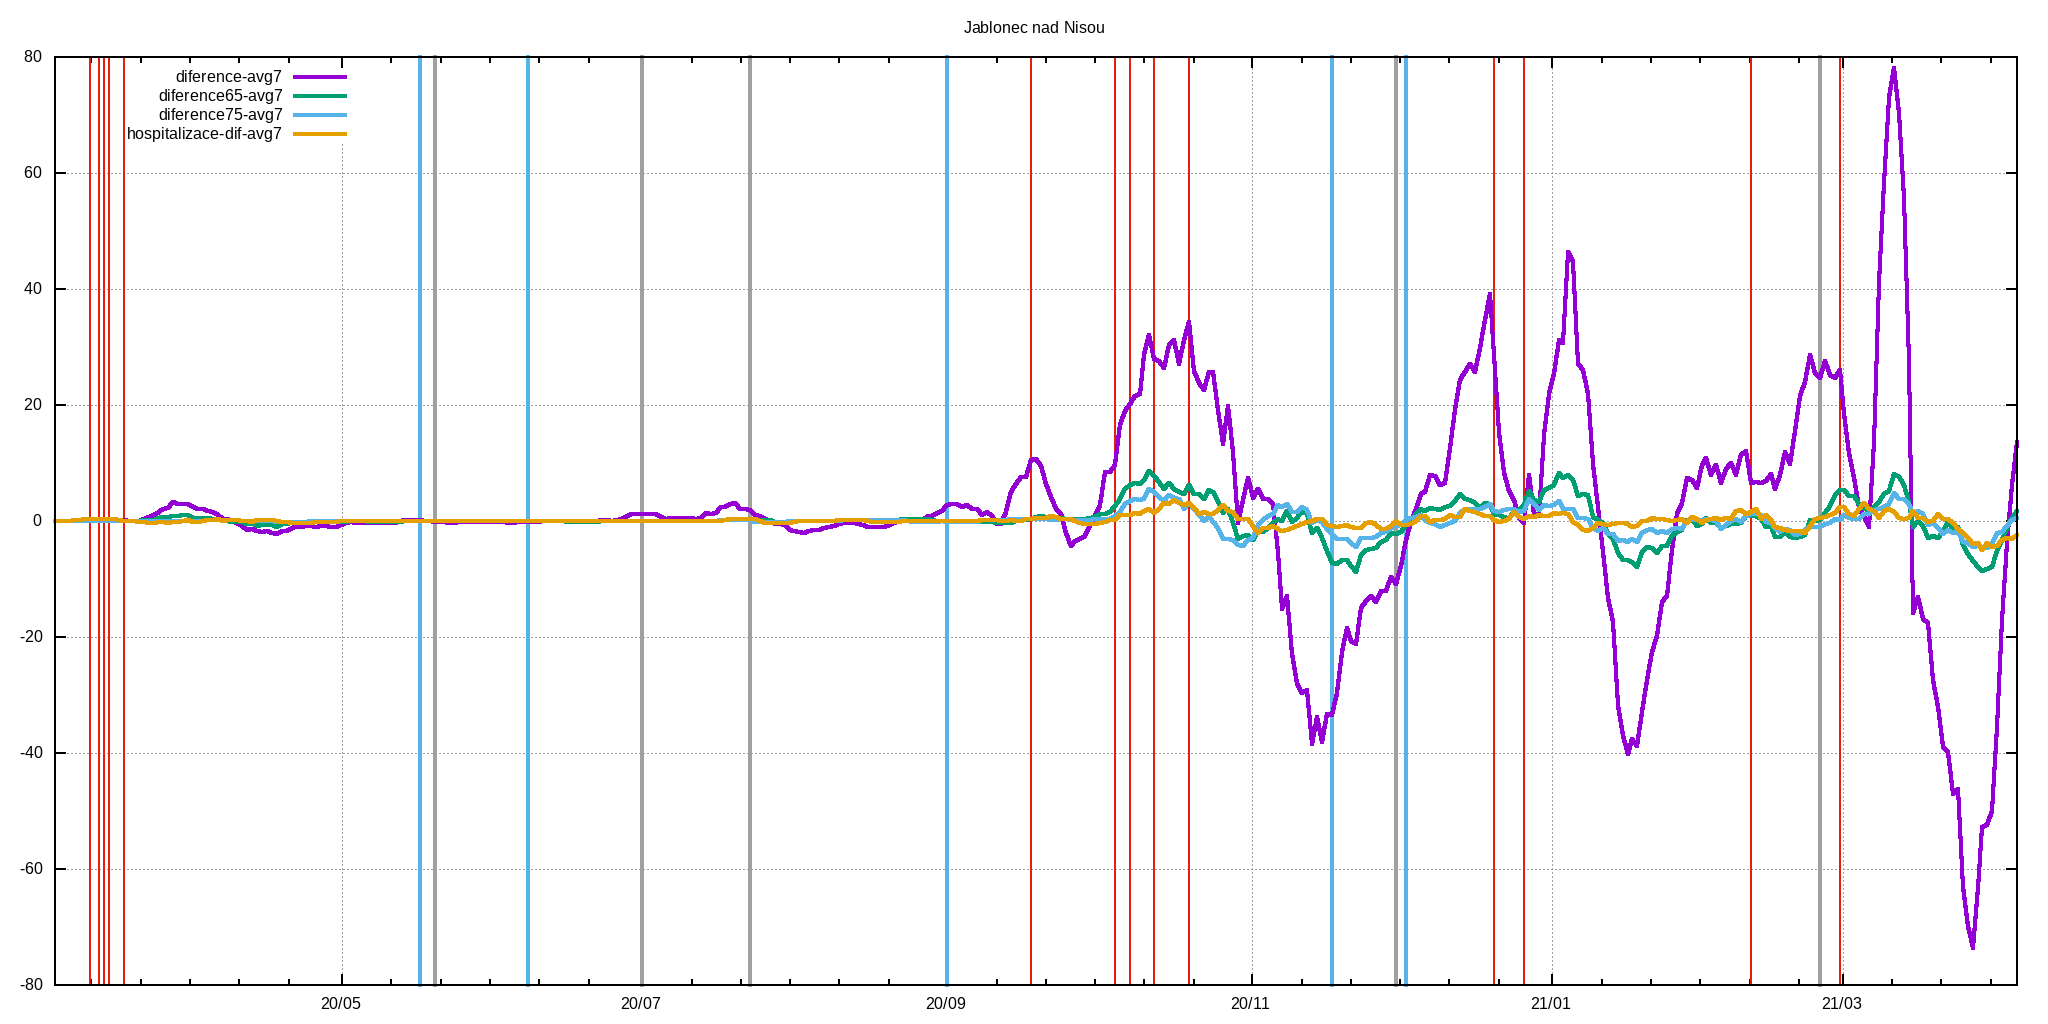 Jablonec nad Nisou
diference-avg7
diference65-avg7
diference75-avg7
hospitalizace-dif-avg7
80
60
40
20
0
-20
-40
-60
-80
20/05 20/07 20/09 20/11 21/01 21/03